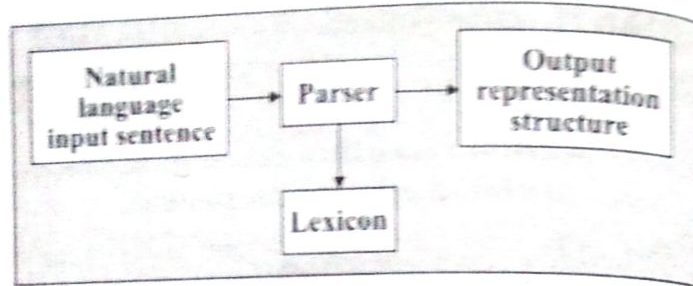 Natural
language
input sentence
Parser
Output
representation
structure
Lexicon